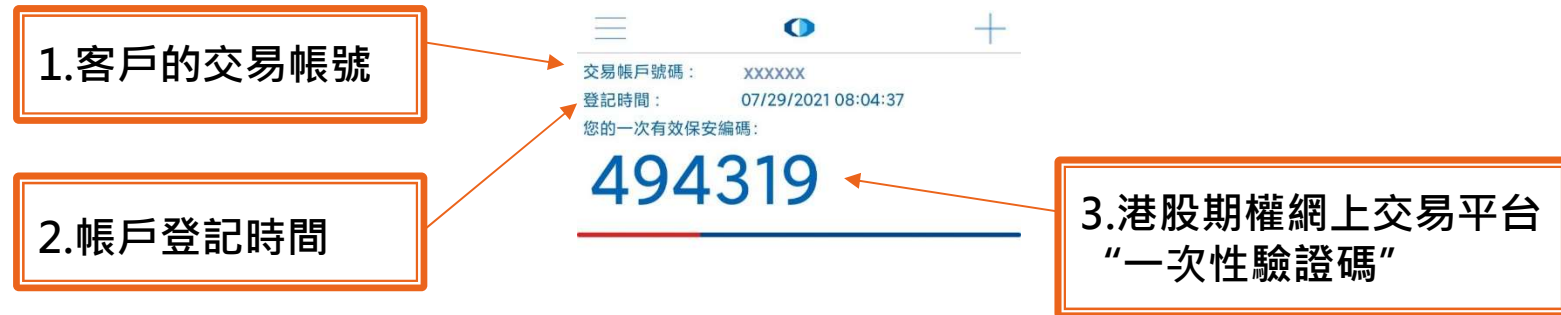 1.客戶的交易帳號
交易帳戶號碼： xxxxxx
登記時間： 07/29/2021 08:04:37
您的一次有效保安編碼：
494319
2.帳戶登記時間
3.港股期權網上交易平台
“一次性驗證碼”